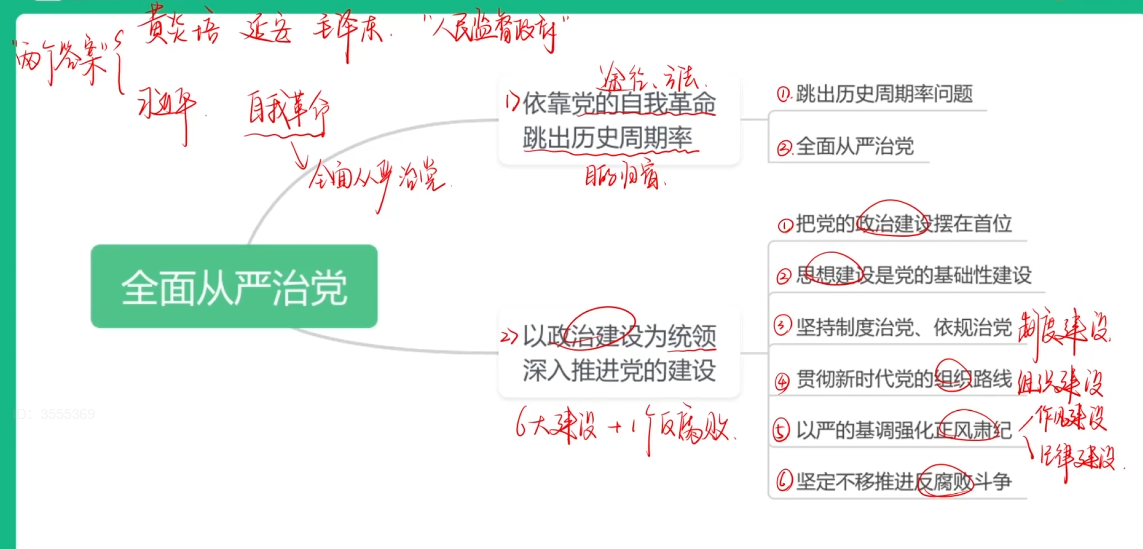 黄炎培 延安 毛泽东. "人民监督政府"
"两个答案"
习近平. 自我革命
全面从严治党.
途径、方法.
1) 依靠党的自我革命
跳出历史周期率
目的归宿.
① 跳出历史周期率问题
② 全面从严治党
全面从严治党
2) 以政治建设为统领
深入推进党的建设
6大建设 + 1个反腐败.
① 把党的政治建设摆在首位
② 思想建设是党的基础性建设
③ 坚持制度治党、依规治党 制度建设
④ 贯彻新时代党的组织路线 组织建设
⑤ 以严的基调强化正风肃纪 作风建设
纪律建设.
⑥ 坚定不移推进反腐败斗争
ID: 3555369